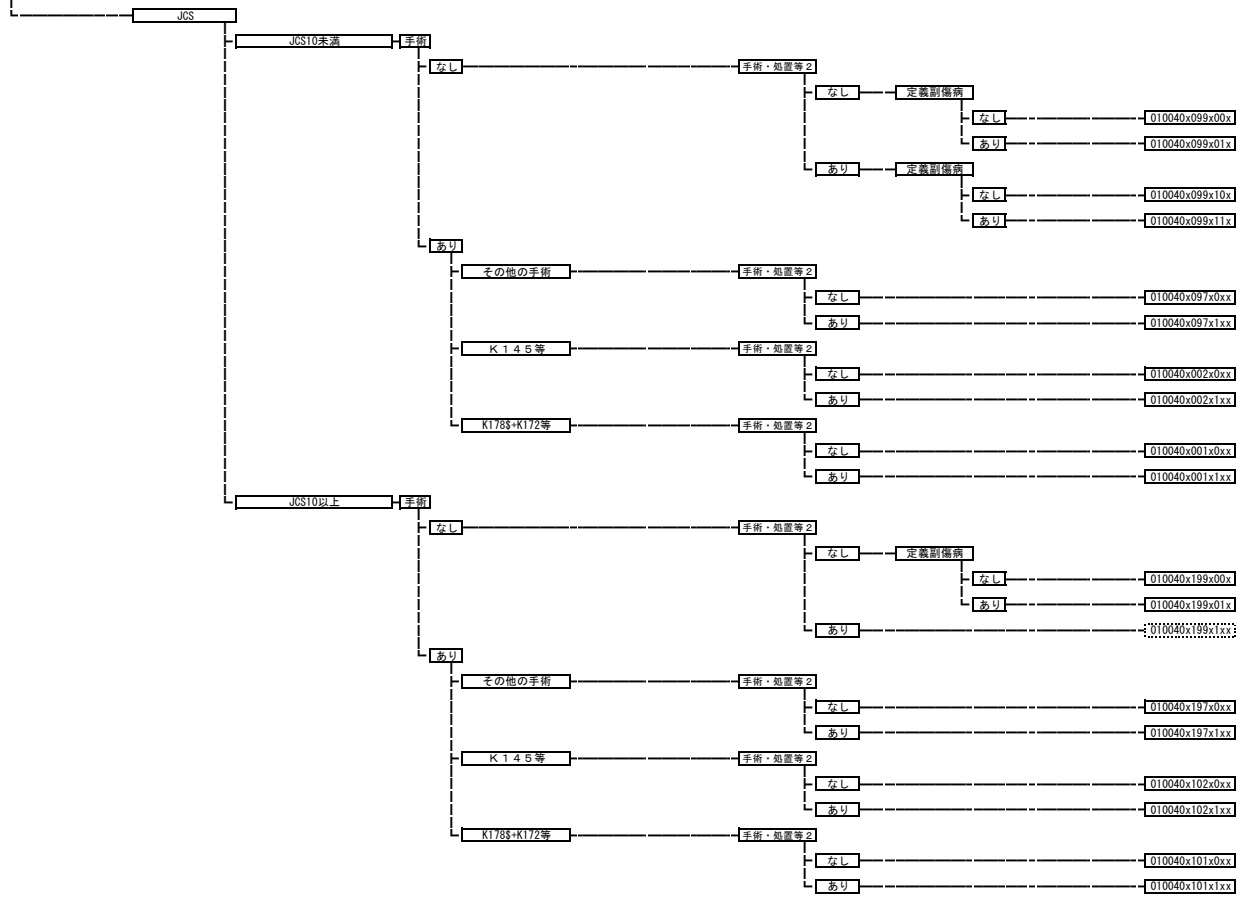 JCS
JCS10未満 手術
なし 手術・処置等２
なし 定義副傷病
なし 010040x099x00x
あり 010040x099x01x
あり 定義副傷病
なし 010040x099x10x
あり 010040x099x11x
あり
その他の手術 手術・処置等２
なし 010040x097x0xx
あり 010040x097x1xx
Ｋ１４５等 手術・処置等２
なし 010040x002x0xx
あり 010040x002x1xx
K178$+K172等 手術・処置等２
なし 010040x001x0xx
あり 010040x001x1xx
JCS10以上 手術
なし 手術・処置等２
なし 定義副傷病
なし 010040x199x00x
あり 010040x199x01x
あり 010040x199x1xx
あり
その他の手術 手術・処置等２
なし 010040x197x0xx
あり 010040x197x1xx
Ｋ１４５等 手術・処置等２
なし 010040x102x0xx
あり 010040x102x1xx
K178$+K172等 手術・処置等２
なし 010040x101x0xx
あり 010040x101x1xx